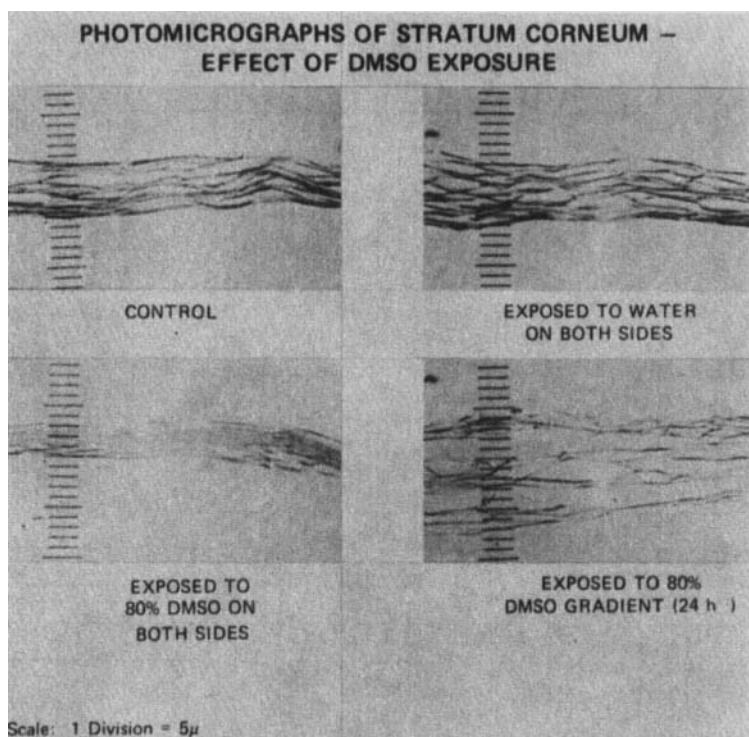 PHOTOMICROGRAPHS OF STRATUM CORNEUM –
EFFECT OF DMSO EXPOSURE
CONTROL
EXPOSED TO WATER
ON BOTH SIDES
EXPOSED TO
80% DMSO ON
BOTH SIDES
EXPOSED TO 80%
DMSO GRADIENT (24 h )
Scale: 1 Division = 5μ